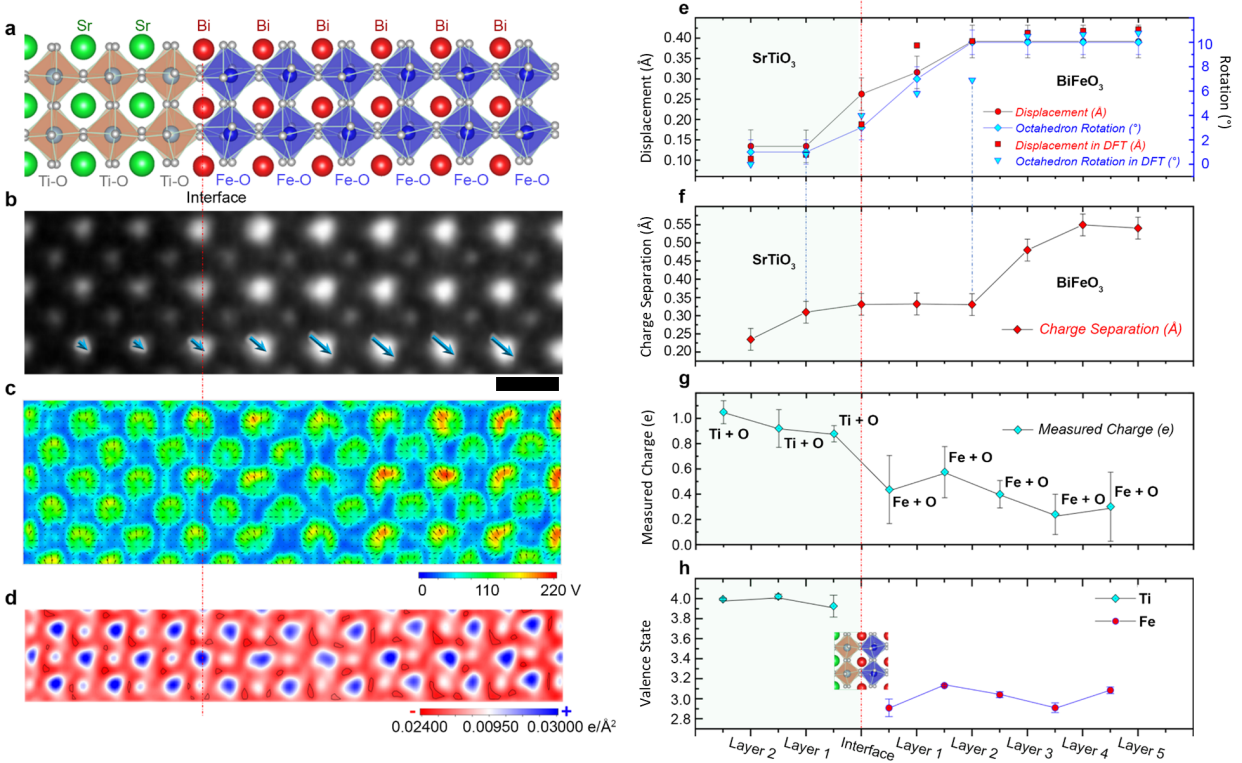 a
Sr Sr Bi Bi Bi Bi Bi Bi
Ti-O Ti-O Ti-O Fe-O Fe-O Fe-O Fe-O Fe-O Fe-O
Interface
b
c
0 110 220 V
d
- +
0.02400 0.00950 0.03000 e/Å²
e
Displacement (Å)
0.40
0.35
0.30
0.25
0.20
0.15
0.10
SrTiO₃
BiFeO₃
Displacement (Å)
Octahedron Rotation (°)
Displacement in DFT (Å)
Octahedron Rotation in DFT (°)
10
8
6
4
2
0
Rotation (°)
f
Charge Separation (Å)
0.55
0.50
0.45
0.40
0.35
0.30
0.25
0.20
SrTiO₃
BiFeO₃
Charge Separation (Å)
g
Measured Charge (e)
1.0
0.8
0.6
0.4
0.2
0.0
Ti + O
Ti + O
Ti + O
Measured Charge (e)
Fe + O
Fe + O
Fe + O
Fe + O
Fe + O
h
Valence State
4.0
3.8
3.6
3.4
3.2
3.0
2.8
Ti
Fe
Layer 2 Layer 1 Interface Layer 1 Layer 2 Layer 3 Layer 4 Layer 5